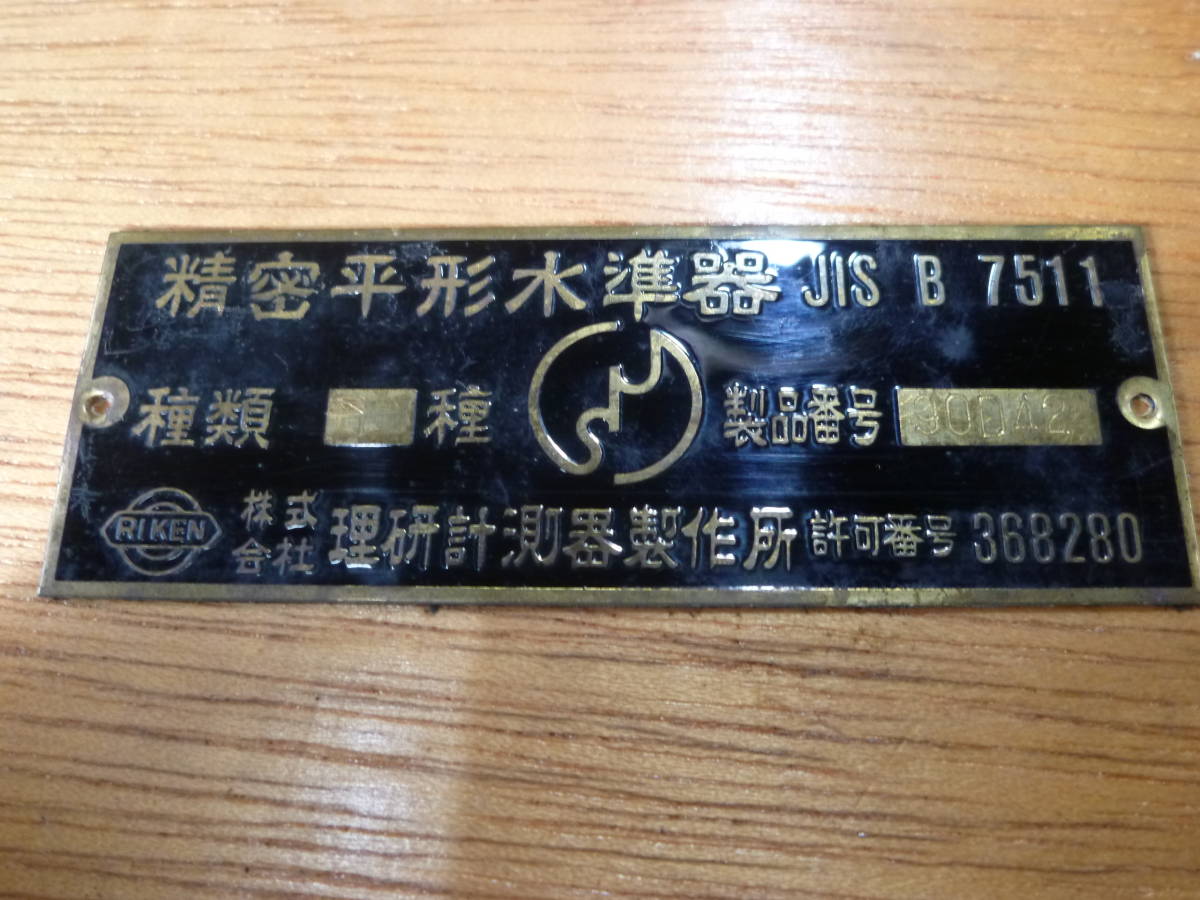 精密平形水準器 JIS B 7511
種類 種 製品番号
RIKEN 株式会社 理研計測器製作所 許可番号 368280